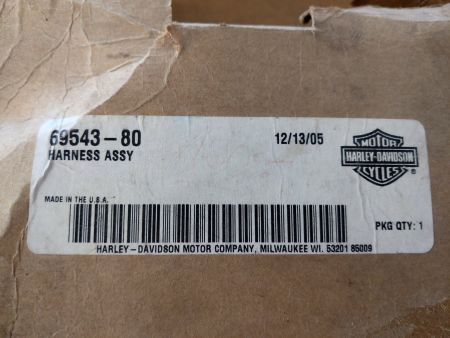 69543-80 12/13/05
HARNESS ASSY
MOTOR
HARLEY-DAVIDSON
CYCLES
®
MADE IN THE U.S.A.
PKG QTY: 1
HARLEY-DAVIDSON MOTOR COMPANY, MILWAUKEE WI. 53201 85009